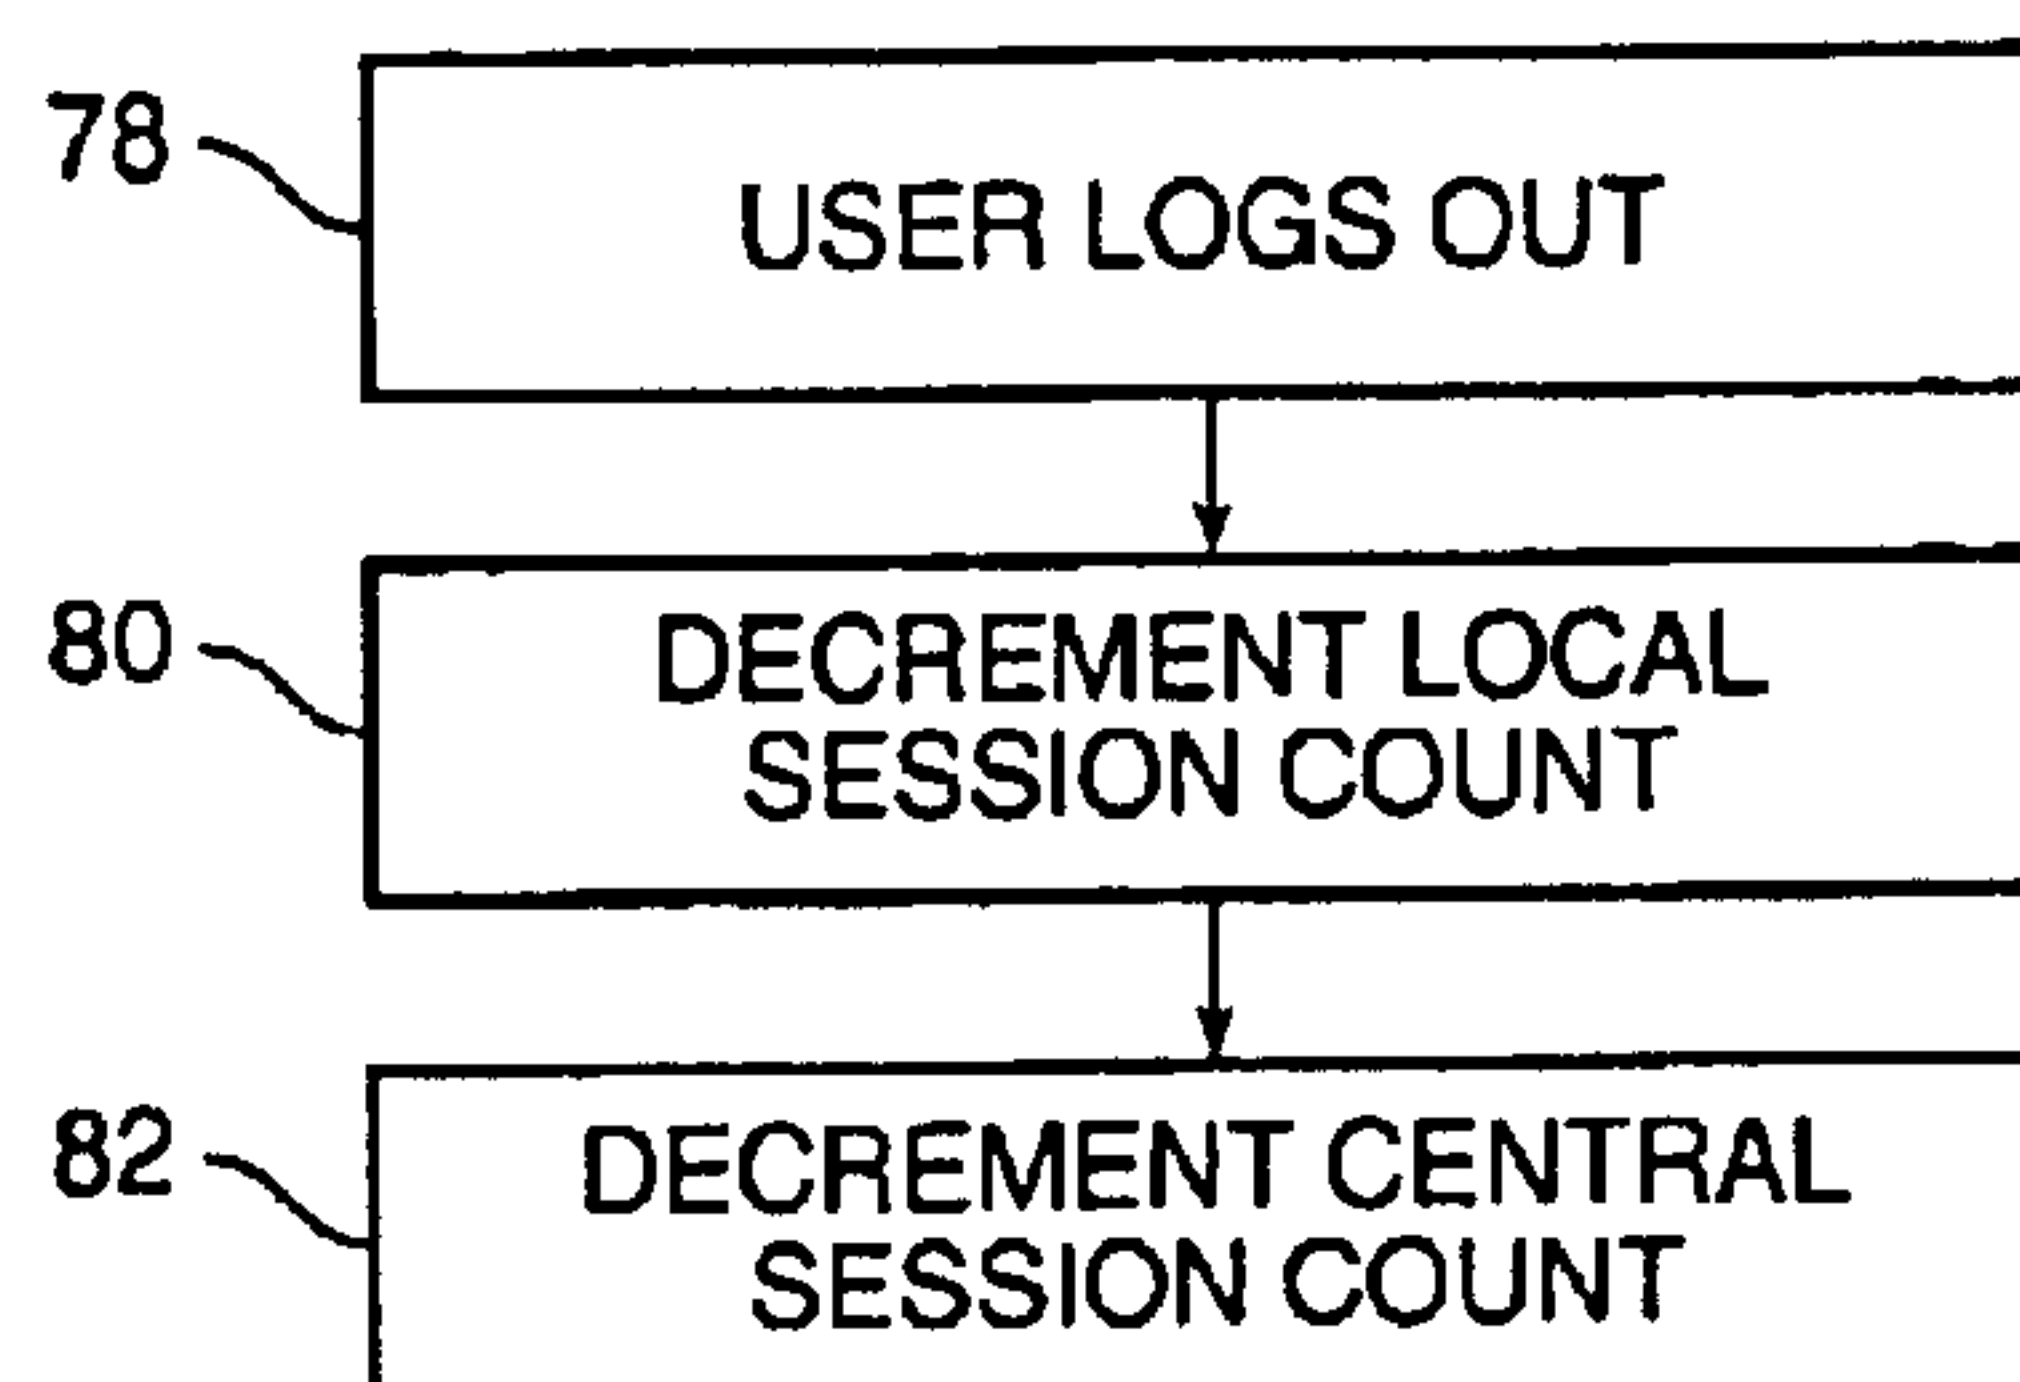 78
USER LOGS OUT
80
DECREMENT LOCAL
SESSION COUNT
82
DECREMENT CENTRAL
SESSION COUNT